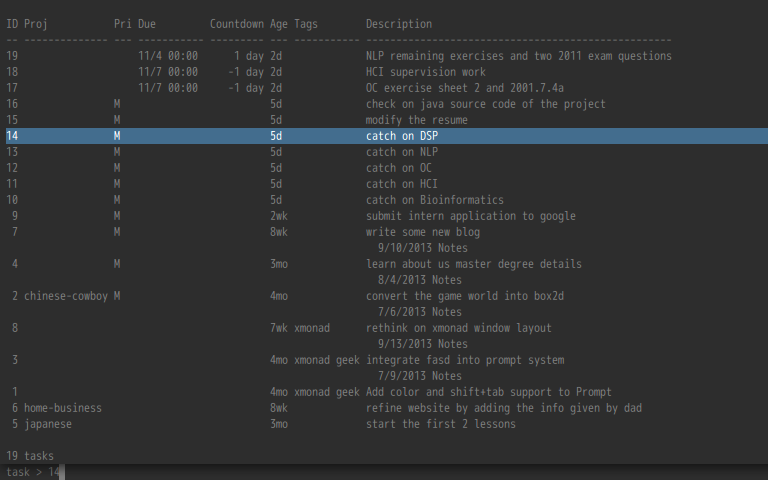 ID Proj Pri Due Countdown Age Tags Description
-- -------------- --- ----------- --------- --- ----------- ---------------------------------------------------
19 11/4 00:00 1 day 2d NLP remaining exercises and two 2011 exam questions
18 11/7 00:00 -1 day 2d HCI supervision work
17 11/7 00:00 -1 day 2d OC exercise sheet 2 and 2001.7.4a
16 M 5d check on java source code of the project
15 M 5d modify the resume
14 M 5d catch on DSP
13 M 5d catch on NLP
12 M 5d catch on OC
11 M 5d catch on HCI
10 M 5d catch on Bioinformatics
9 M 2wk submit intern application to google
7 M 8wk write some new blog
9/10/2013 Notes
4 M 3mo learn about us master degree details
8/4/2013 Notes
2 chinese-cowboy M 4mo convert the game world into box2d
7/6/2013 Notes
8 7wk xmonad rethink on xmonad window layout
9/13/2013 Notes
3 4mo xmonad geek integrate fasd into prompt system
7/9/2013 Notes
1 4mo xmonad geek Add color and shift+tab support to Prompt
6 home-business 8wk refine website by adding the info given by dad
5 japanese 3mo start the first 2 lessons
19 tasks
task > 14